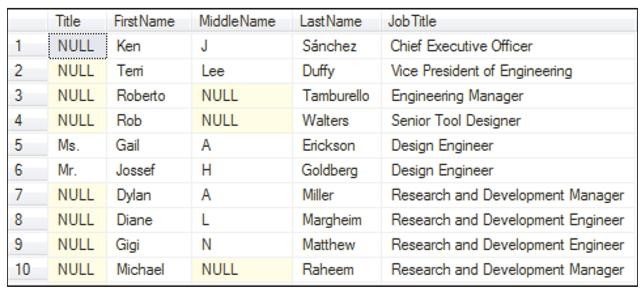 Title FirstName MiddleName LastName JobTitle
1 NULL Ken J Sánchez Chief Executive Officer
2 NULL Terri Lee Duffy Vice President of Engineering
3 NULL Roberto NULL Tamburello Engineering Manager
4 NULL Rob NULL Walters Senior Tool Designer
5 Ms. Gail A Erickson Design Engineer
6 Mr. Jossef H Goldberg Design Engineer
7 NULL Dylan A Miller Research and Development Manager
8 NULL Diane L Margheim Research and Development Engineer
9 NULL Gigi N Matthew Research and Development Engineer
10 NULL Michael NULL Raheem Research and Development Manager